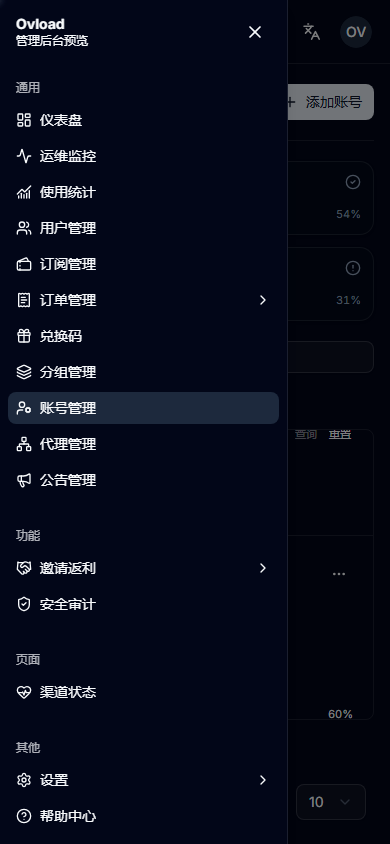 Ovload
管理后台预览
OV
通用
添加账号
仪表盘
运维监控
使用统计
54%
用户管理
订阅管理
订单管理
31%
兑换码
分组管理
账号管理
查询 重置
代理管理
公告管理
功能
邀请返利
安全审计
页面
渠道状态
60%
其他
设置
10
帮助中心